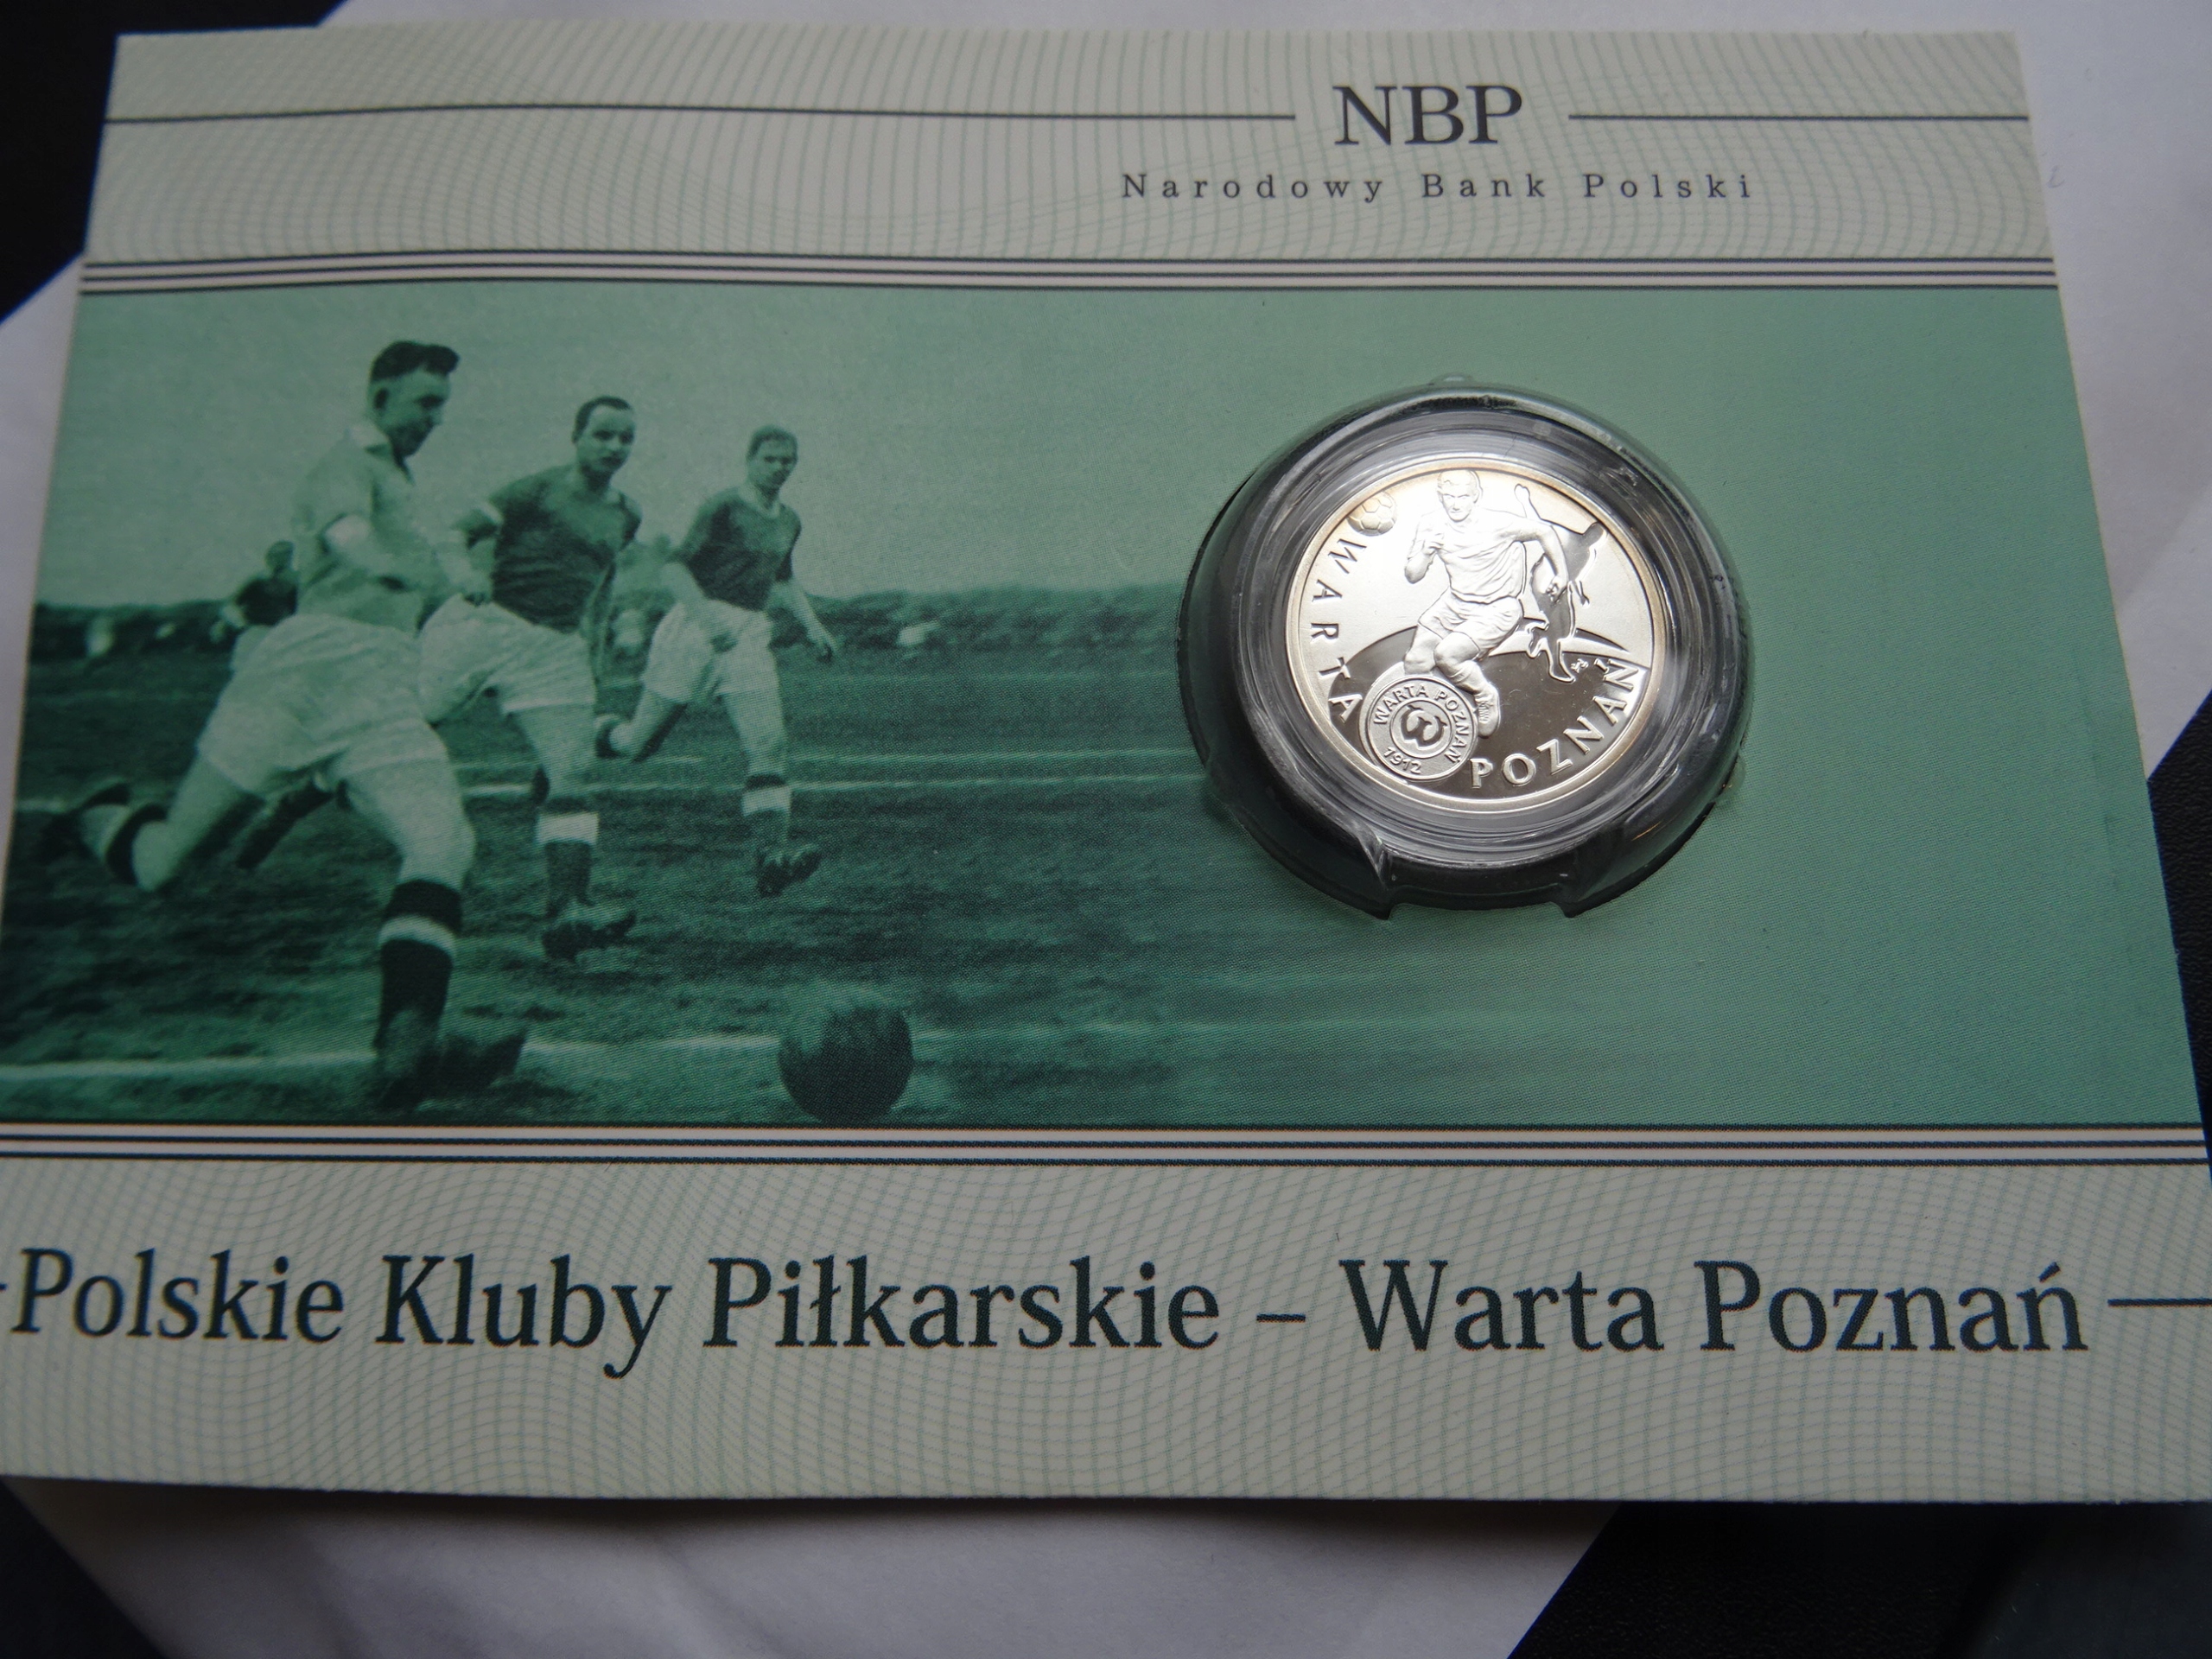 NBP
Narodowy Bank Polski
WARTA POZNAŃ
WARTA POZNAŃ
1912
Polskie Kluby Piłkarskie – Warta Poznań